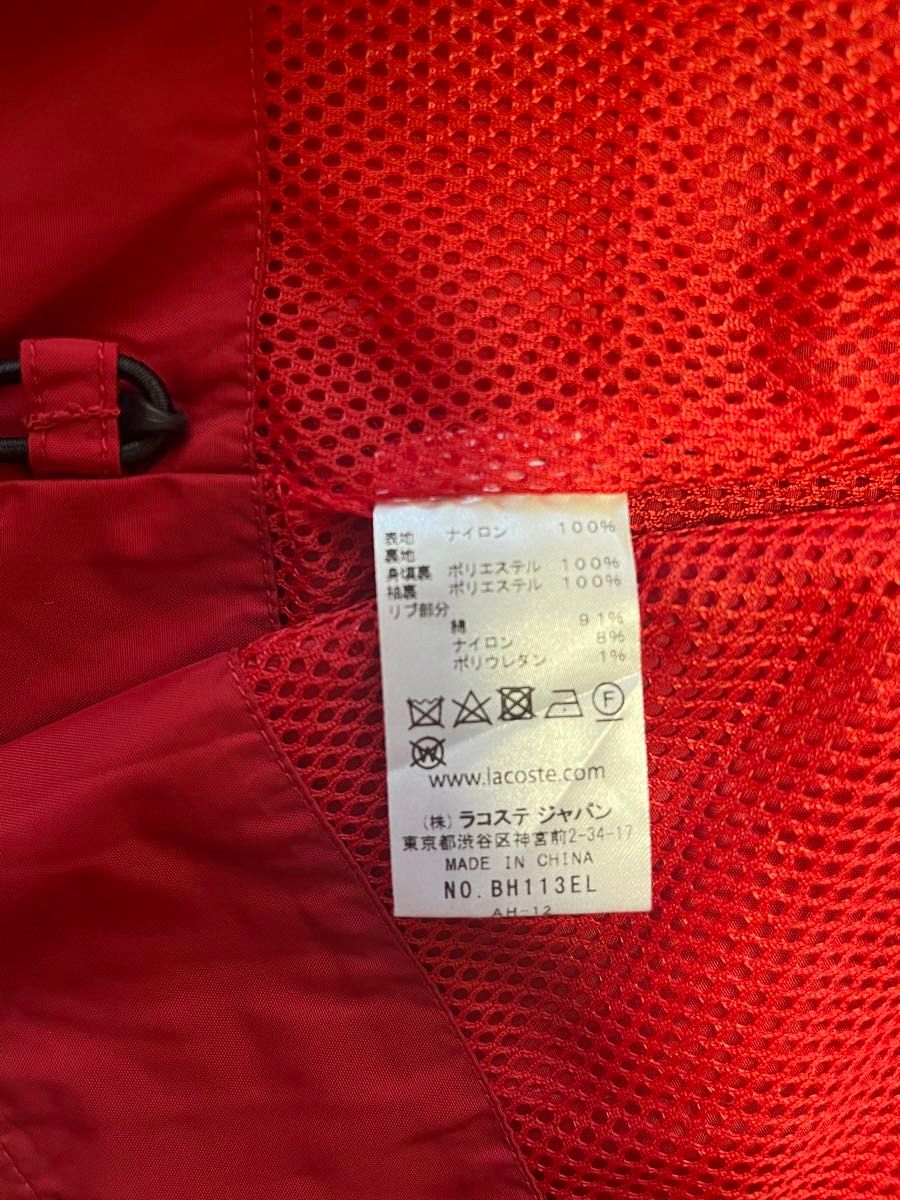 表地 ナイロン 100%
裏地
身頃裏 ポリエステル 100%
袖裏 ポリエステル 100%
リブ部分
綿 91%
ナイロン 8%
ポリウレタン 1%
F
W
www.lacoste.com
(株) ラコステ ジャパン
東京都渋谷区神宮前2-34-17
MADE IN CHINA
NO. BH113EL
AH-12